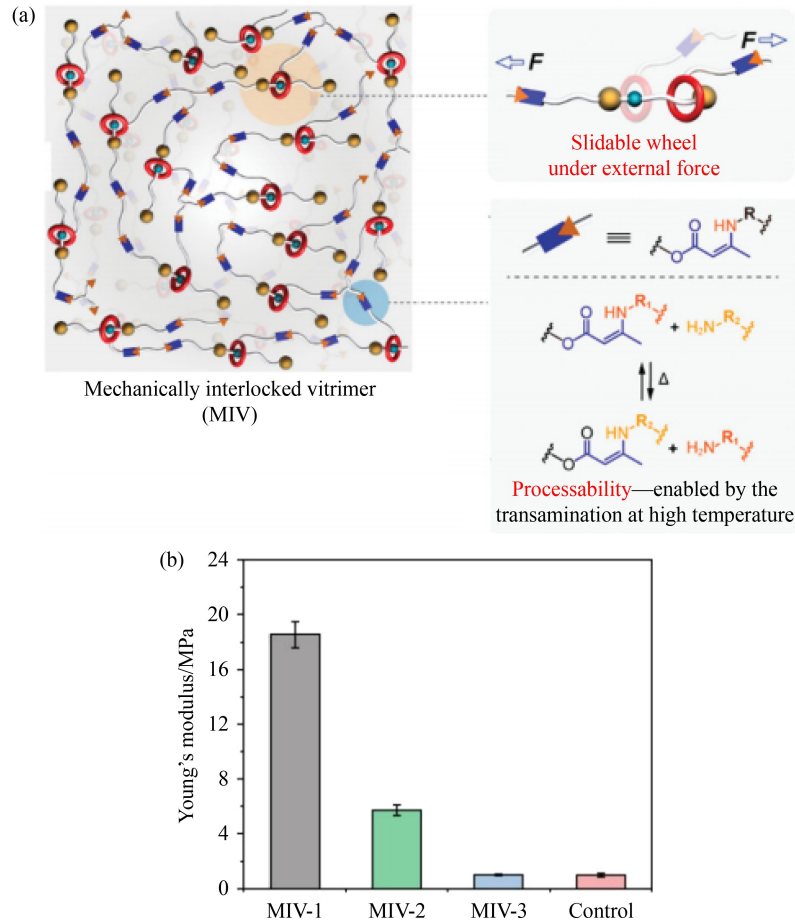 (a)
F
F
Slidable wheel
under external force
Mechanically interlocked vitrimer
(MIV)
≡
O
HN
R
O
O
HN
R₁
O
+
H₂N
R₂
Δ
O
HN
R₂
O
+
H₂N
R₁
Processability—enabled by the
transamination at high temperature
(b)
24
20
16
12
8
4
0
Young's modulus/MPa
MIV-1
MIV-2
MIV-3
Control